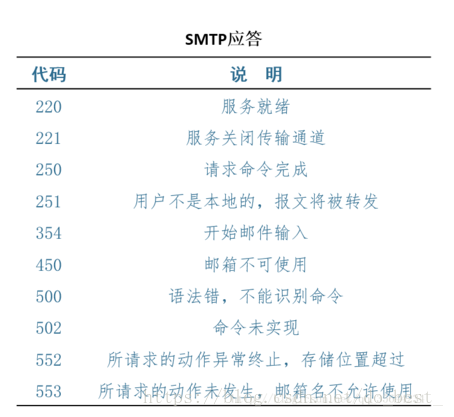 SMTP应答
代码 说 明
220 服务就绪
221 服务关闭传输通道
250 请求命令完成
251 用户不是本地的，报文将被转发
354 开始邮件输入
450 邮箱不可使用
500 语法错，不能识别命令
502 命令未实现
552 所请求的动作异常终止，存储位置超过
553 所请求的动作未发生，邮箱名不允许使用